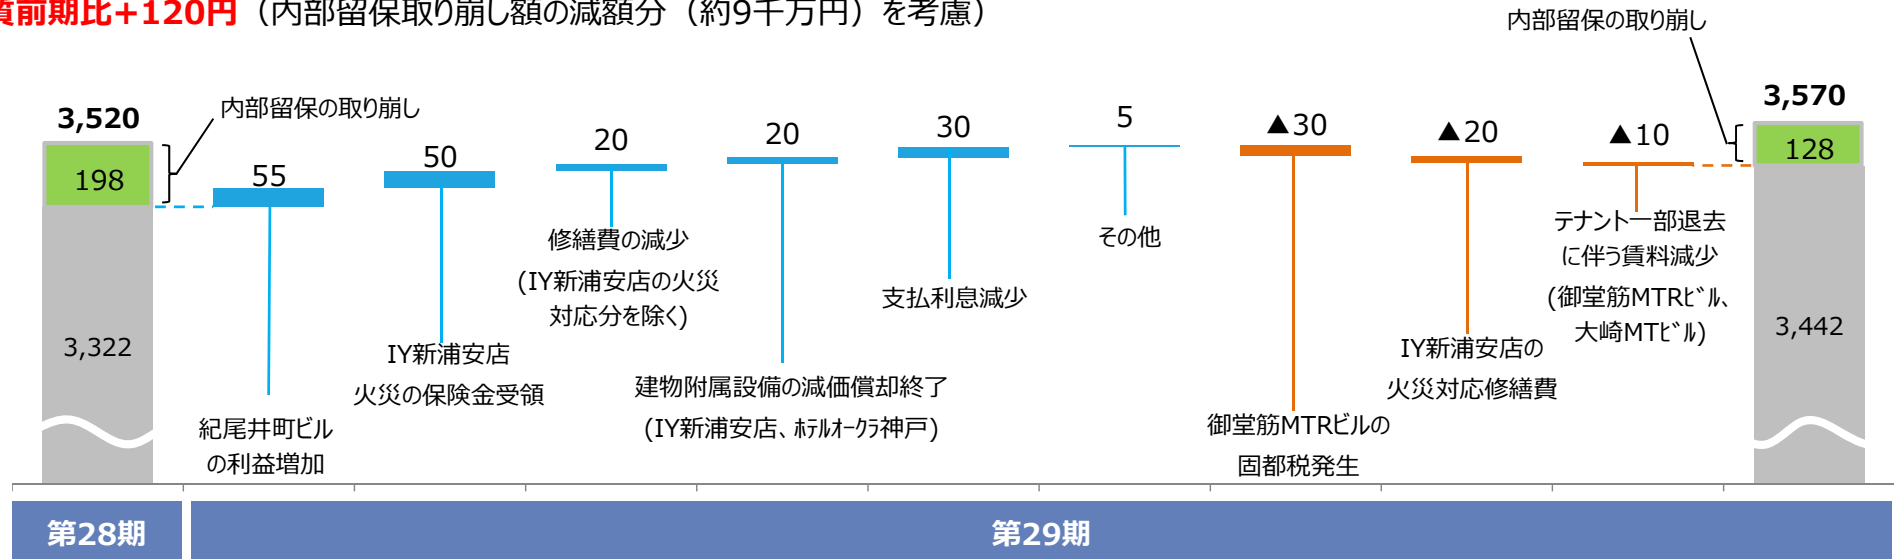 質前期比+120円（内部留保取り崩し額の減額分（約9千万円）を考慮）
内部留保の取り崩し
3,520
198
3,322
内部留保の取り崩し
55
紀尾井町ビル
の利益増加
50
IY新浦安店
火災の保険金受領
20
修繕費の減少
(IY新浦安店の火災
対応分を除く)
20
建物附属設備の減価償却終了
(IY新浦安店、ﾎﾃﾙｵｰｸﾗ神戸)
30
支払利息減少
5
その他
▲30
御堂筋MTRビルの
固都税発生
▲20
IY新浦安店の
火災対応修繕費
▲10
テナント一部退去
に伴う賃料減少
(御堂筋MTRﾋﾞﾙ、
大崎MTﾋﾞﾙ)
3,570
128
3,442
第28期
第29期